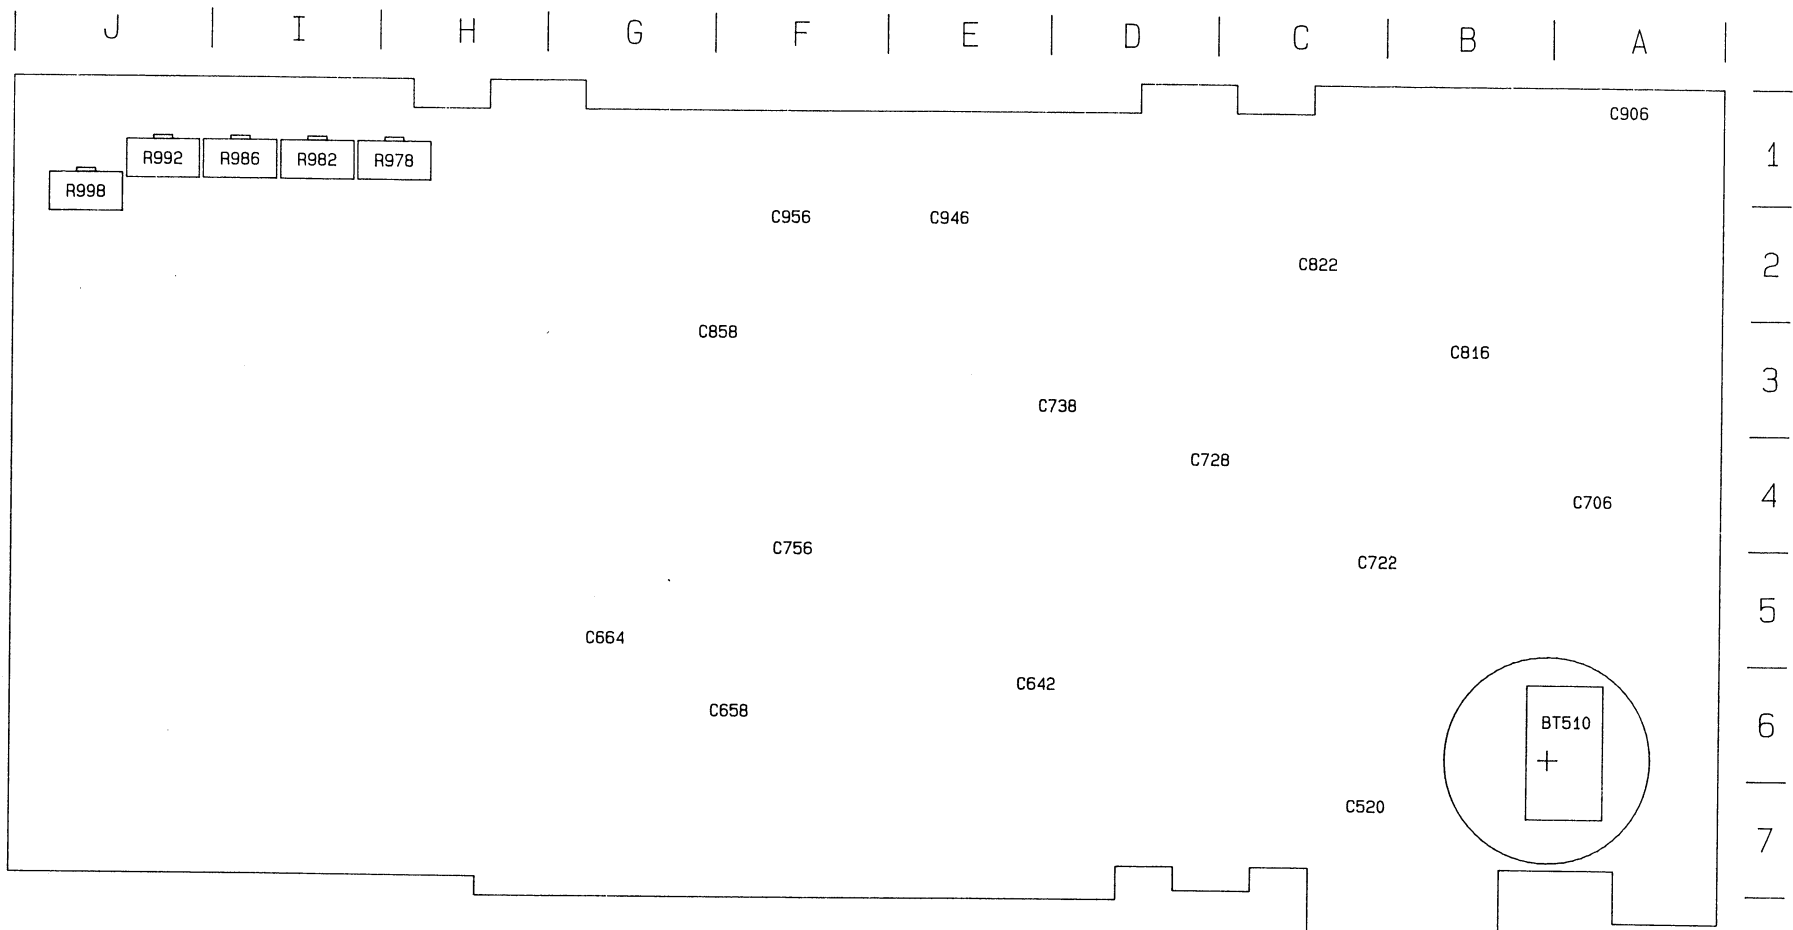 J I H G F E D C B A
C906
R992 R986 R982 R978
1
R998
C956 C946
C822
2
C858
C816
3
C738
C728
C706
4
C756
C722
5
C664
C642
C658
BT510
6
C520
7